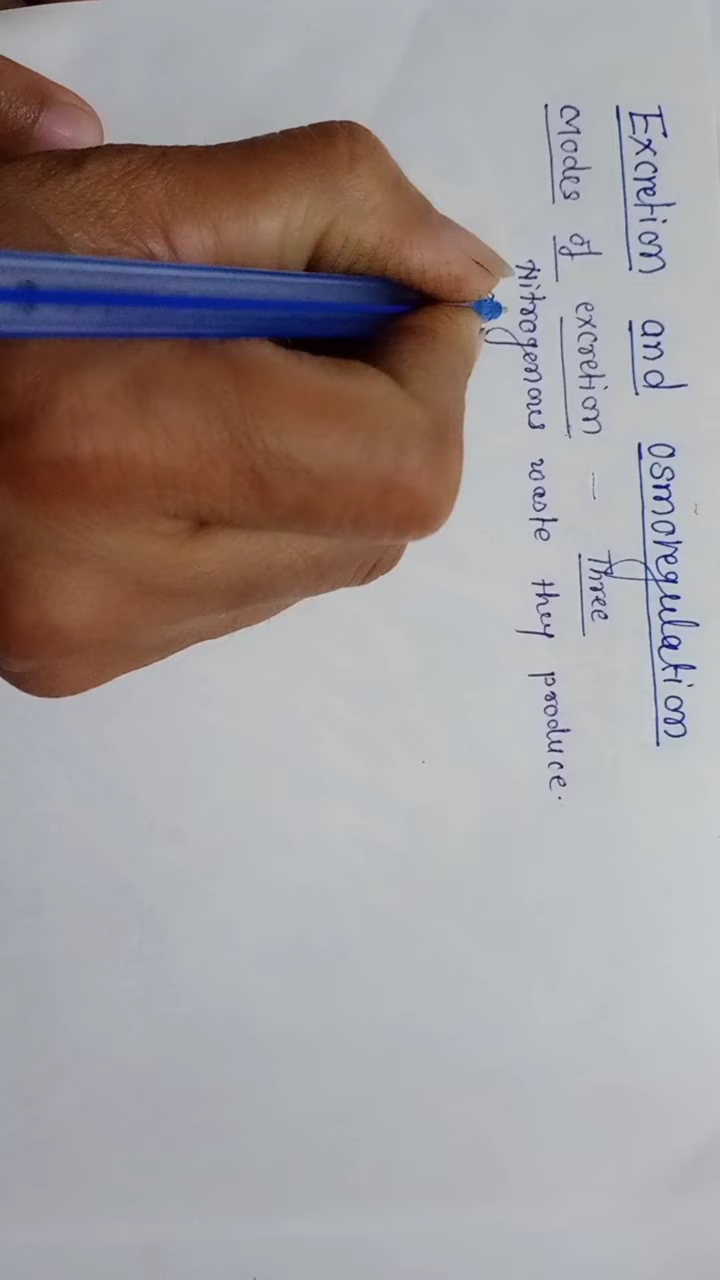 Excretion and osmoregulation
Modes of excretion - Three
Nitrogenous waste they produce.